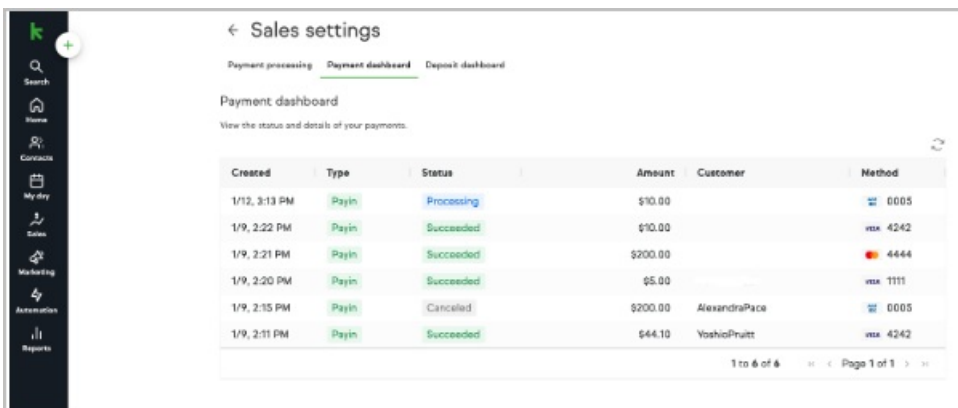 k
+
Search
Home
Contacts
My day
Sales
Marketing
Automation
Reports
← Sales settings
Payment processing Payment dashboard Deposit dashboard
Payment dashboard
View the status and details of your payments.
Created Type Status Amount Customer Method
1/12, 3:13 PM Payin Processing $10.00 0005
1/9, 2:22 PM Payin Succeeded $10.00 VISA 4242
1/9, 2:21 PM Payin Succeeded $200.00 4444
1/9, 2:20 PM Payin Succeeded $5.00 VISA 1111
1/9, 2:15 PM Payin Canceled $200.00 AlexandraPace 0005
1/9, 2:11 PM Payin Succeeded $44.10 YoshioPruitt VISA 4242
1 to 6 of 6 Page 1 of 1